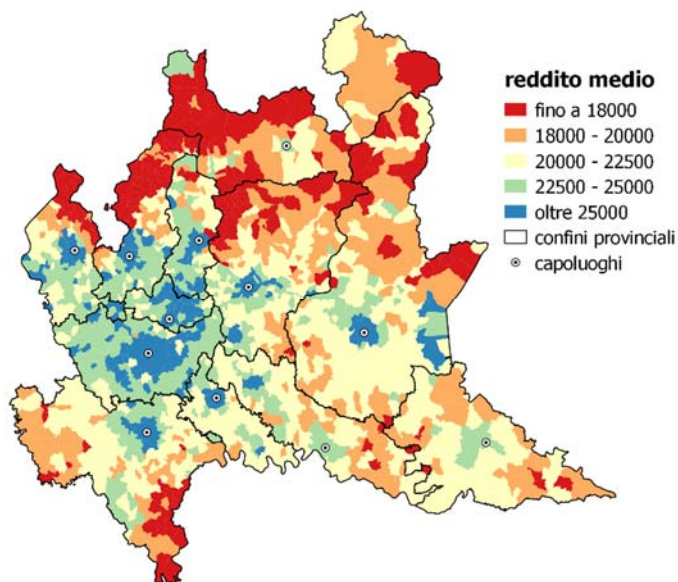 reddito medio
fino a 18000
18000 - 20000
20000 - 22500
22500 - 25000
oltre 25000
confini provinciali
capoluoghi